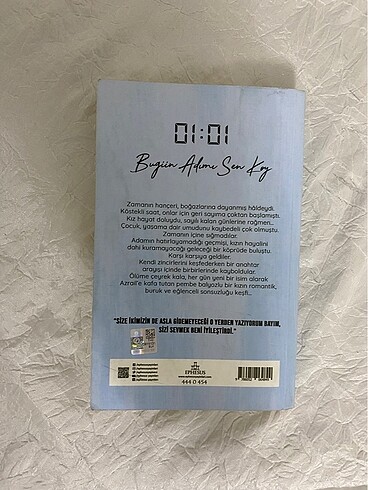 01:01
Bugün Adımı Sen Koy
Zamanın hançeri, boğazlarına dayanmış hâldeydi.
Köstekli saat, onlar için geri sayıma çoktan başlamıştı.
Kız hayat doluydu, sayılı kalan günlerine rağmen...
Çocuk, yaşama dair umudunu kaybedeli çok olmuştu.
Zamanın içine sığmadılar.
Adamın hatırlayamadığı geçmişi, kızın hayalini
dahi kuramayacağı geleceği bir köprüde buluştu.
Karşı karşıya geldiler.
Kendi zincirlerini keşfederken bir anahtar
arayışı içinde birbirlerinde kayboldular.
Ölüme çeyrek kala, her gün yeni bir isim alarak
Azrail'e kafa tutan pembe balyozlu bir kızın romantik,
buruk ve eğlenceli sonsuzluğu keşfi...
"SİZE İKİMİZİN DE ASLA GİDEMEYECEĞİ O YERDEN YAZIYORUM BAYIM,
SİZİ SEVMEK BENİ İYİLEŞTİRDİ."
EPHESUS
444 0 454